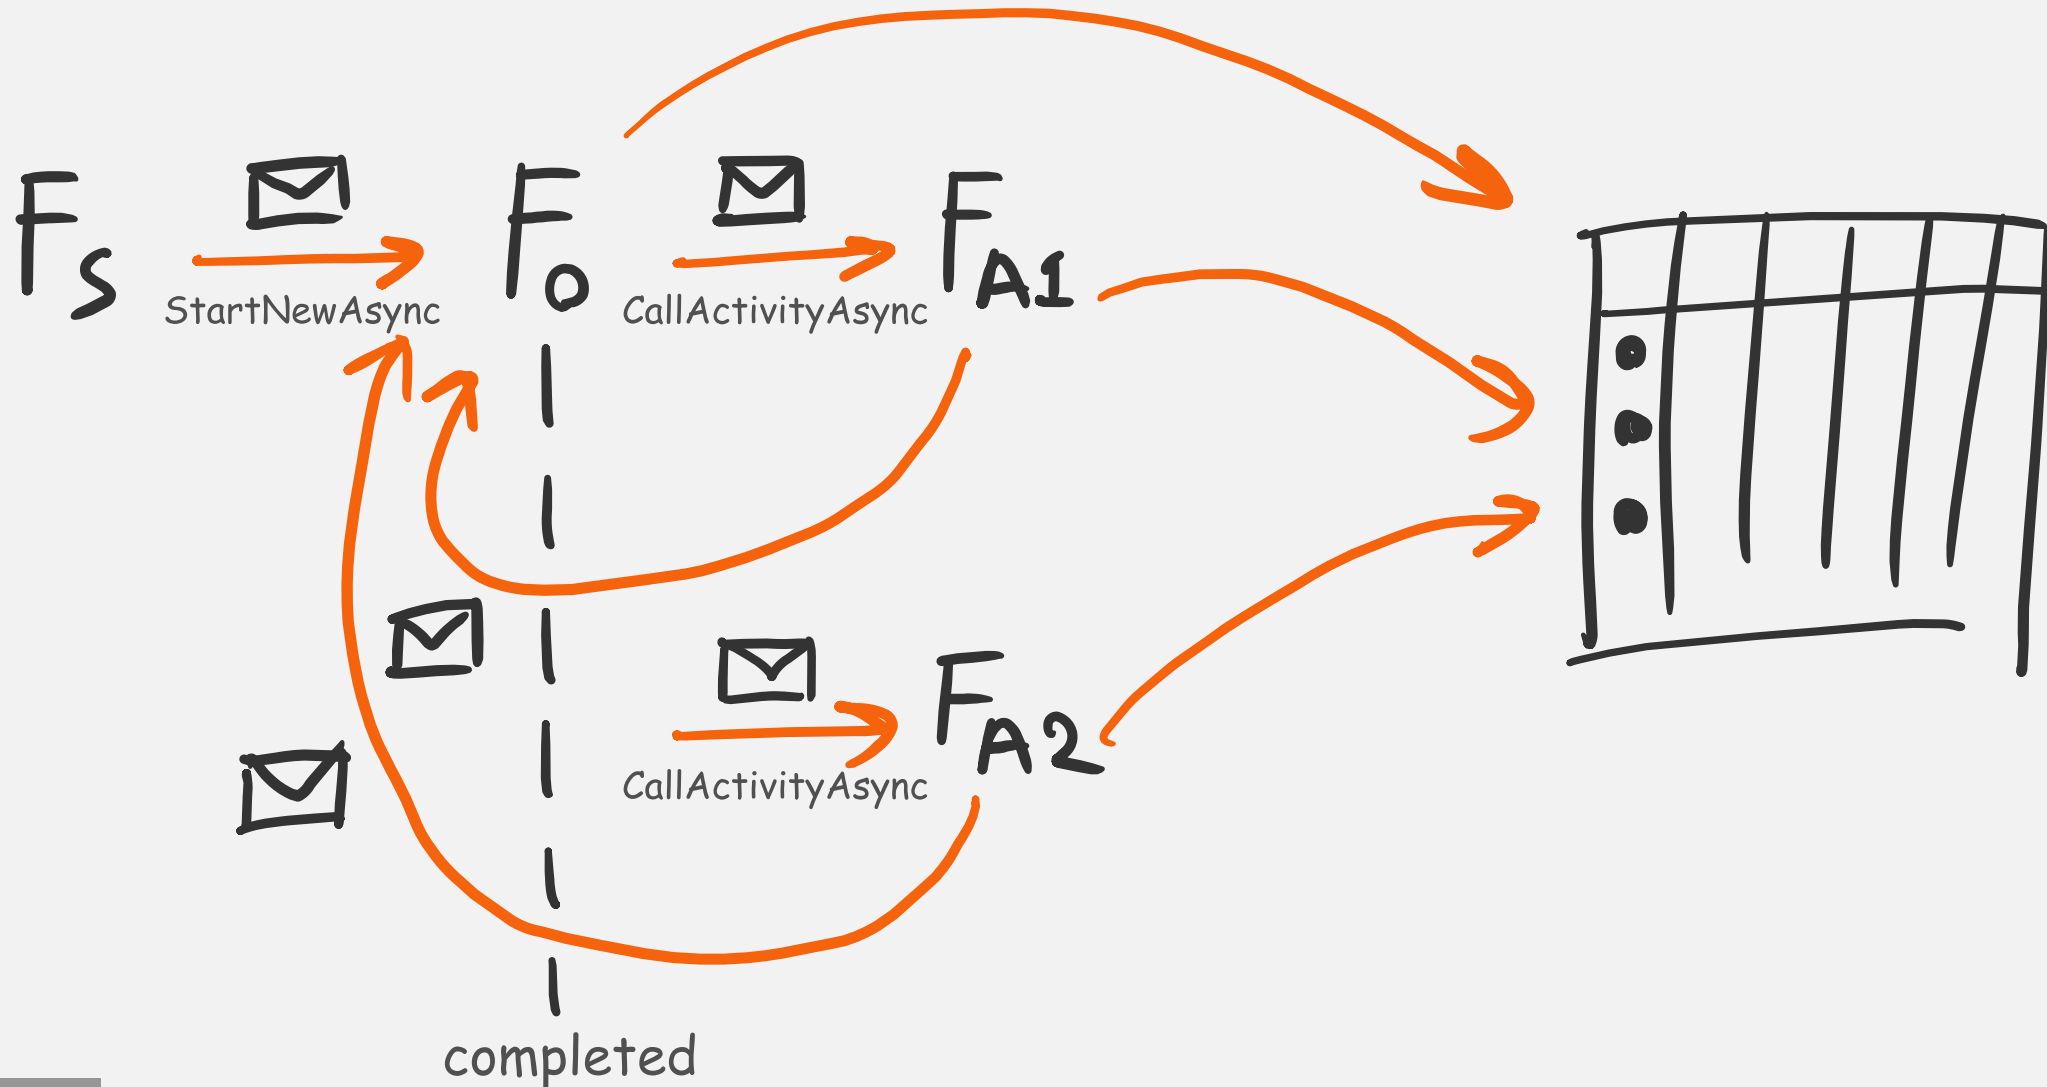 Fs
Fo
FA1
StartNewAsync
CallActivityAsync
FA2
CallActivityAsync
completed